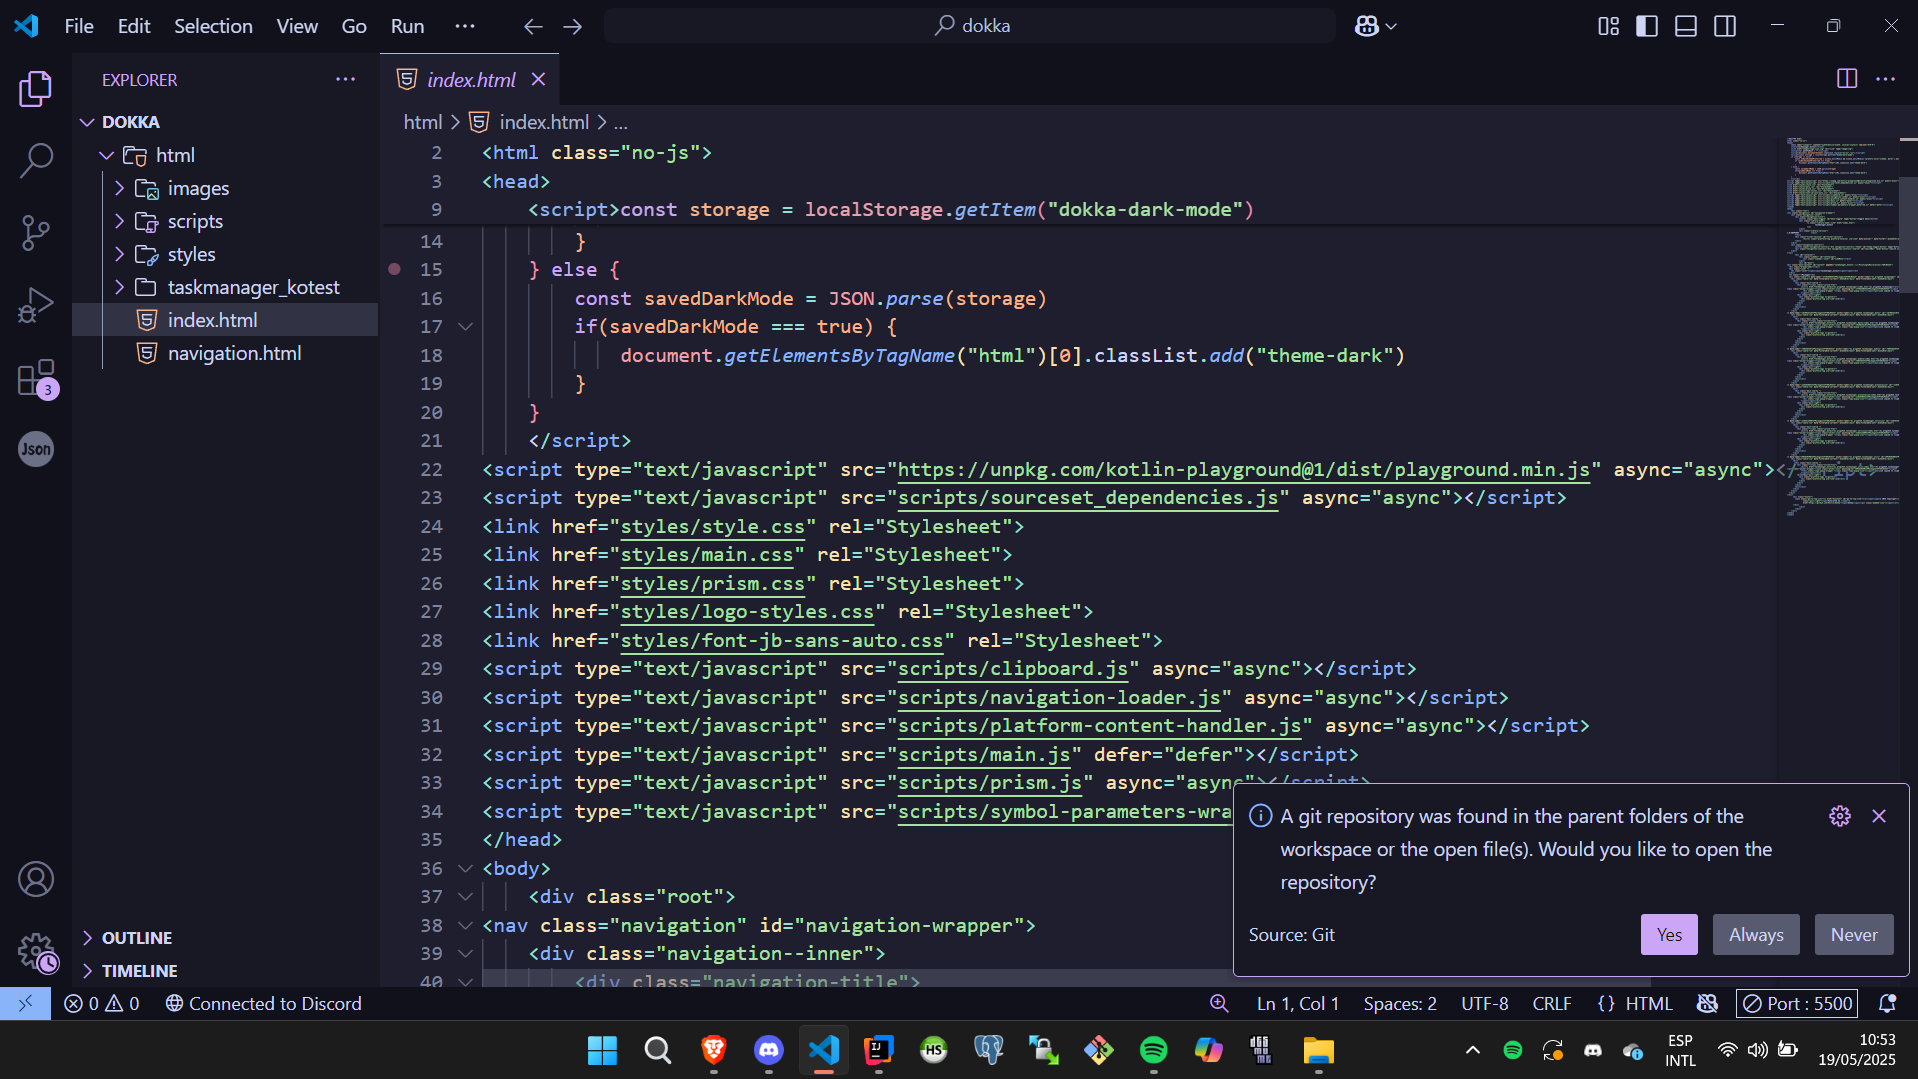 File Edit Selection View Go Run ... dokka
EXPLORER ...
index.html
DOKKA
html > index.html > ...
html
images
scripts
styles
taskmanager_kotest
index.html
navigation.html
2 <html class="no-js">
3 <head>
9 <script>const storage = localStorage.getItem("dokka-dark-mode")
14 }
15 } else {
16 const savedDarkMode = JSON.parse(storage)
17 if(savedDarkMode === true) {
18 document.getElementsByTagName("html")[0].classList.add("theme-dark")
19 }
20 }
21 </script>
22 <script type="text/javascript" src="https://unpkg.com/kotlin-playground@1/dist/playground.min.js" async="async"></script>
23 <script type="text/javascript" src="scripts/sourceset_dependencies.js" async="async"></script>
24 <link href="styles/style.css" rel="Stylesheet">
25 <link href="styles/main.css" rel="Stylesheet">
26 <link href="styles/prism.css" rel="Stylesheet">
27 <link href="styles/logo-styles.css" rel="Stylesheet">
28 <link href="styles/font-jb-sans-auto.css" rel="Stylesheet">
29 <script type="text/javascript" src="scripts/clipboard.js" async="async"></script>
30 <script type="text/javascript" src="scripts/navigation-loader.js" async="async"></script>
31 <script type="text/javascript" src="scripts/platform-content-handler.js" async="async"></script>
32 <script type="text/javascript" src="scripts/main.js" defer="defer"></script>
33 <script type="text/javascript" src="scripts/prism.js" async="async"></script>
34 <script type="text/javascript" src="scripts/symbol-parameters-wra
35 </head>
36 <body>
37 <div class="root">
38 <nav class="navigation" id="navigation-wrapper">
39 <div class="navigation--inner">
40 <div class="navigation-title">
3
Json
OUTLINE
TIMELINE
A git repository was found in the parent folders of the
workspace or the open file(s). Would you like to open the
repository?
Source: Git
Yes Always Never
0 0 Connected to Discord
Ln 1, Col 1 Spaces: 2 UTF-8 CRLF {} HTML Port : 5500
IJ HS
ESP
INTL
10:53
19/05/2025